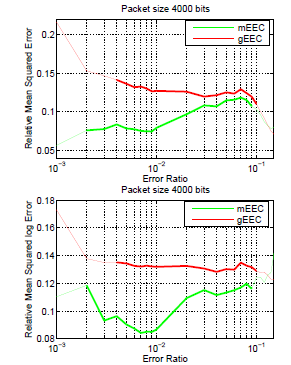 Packet size 4000 bits
mEEC
gEEC
0.2
0.15
0.1
0.05
Relative Mean Squared Error
10⁻³
10⁻²
10⁻¹
Error Ratio
Packet size 4000 bits
mEEC
gEEC
0.18
0.16
0.14
0.12
0.1
0.08
Relative Mean Squared log Error
10⁻³
10⁻²
10⁻¹
Error Ratio